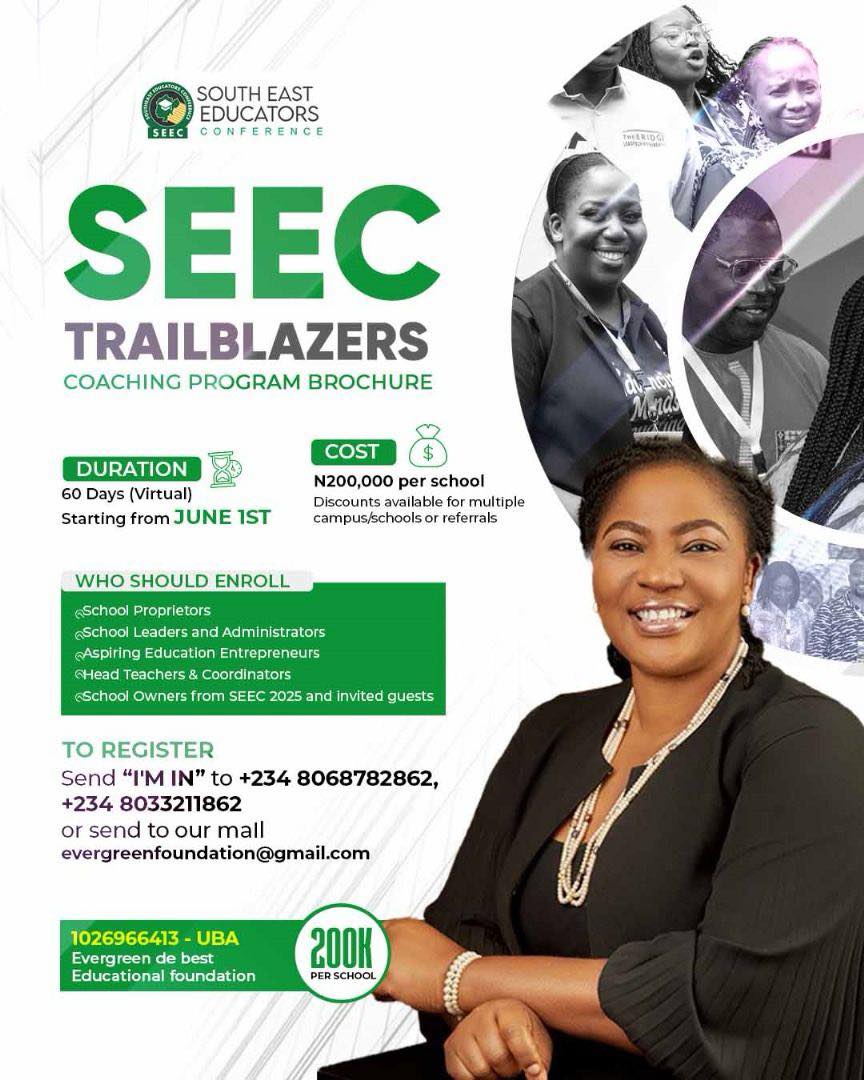 SOUTH EAST
EDUCATORS
CONFERENCE
SEEC
THE BRIDGE
SEEC
TRAILBLAZERS
COACHING PROGRAM BROCHURE
DURATION
60 Days (Virtual)
Starting from JUNE 1ST
COST
$
N200,000 per school
Discounts available for multiple
campus/schools or referrals
WHO SHOULD ENROLL
School Proprietors
School Leaders and Administrators
Aspiring Education Entrepreneurs
Head Teachers & Coordinators
School Owners from SEEC 2025 and invited guests
TO REGISTER
Send “I'M IN” to +234 8068782862,
+234 8033211862
or send to our mall
evergreenfoundation@gmail.com
1026966413 - UBA
Evergreen de best
Educational foundation
200K
PER SCHOOL